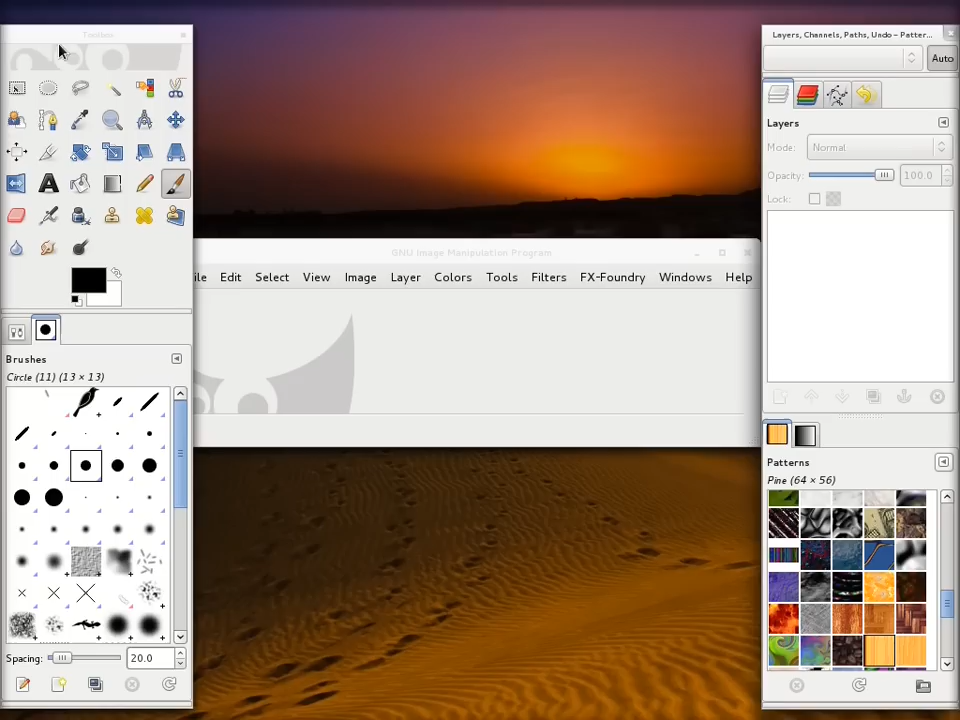 Toolbox
Layers, Channels, Paths, Undo – Patter...
Auto
Layers
Mode: Normal
Opacity: 100.0
Lock:
GNU Image Manipulation Program
ile Edit Select View Image Layer Colors Tools Filters FX-Foundry Windows Help
Brushes
Circle (11) (13 × 13)
Spacing: 20.0
Patterns
Pine (64 × 56)